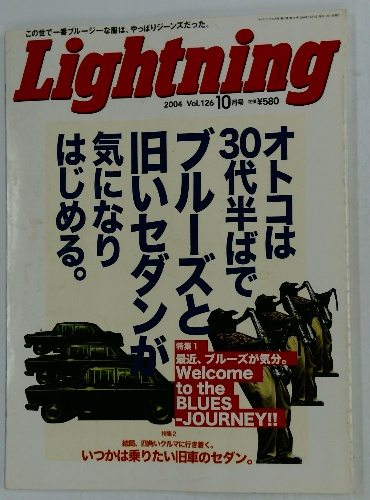 この世で一番ブルージーな服は、やっぱりジーンズだった。
Lightning
2004 Vol.126 10月号 定価¥580
オトコは
30代半ばで
ブルーズと
旧いセダンが
気になり
はじめる。
特集1
最近、ブルーズが気分。
Welcome
to the
BLUES
-JOURNEY!!
特集2
結局、四角いクルマに行き着く。
いつかは乗りたい旧車のセダン。